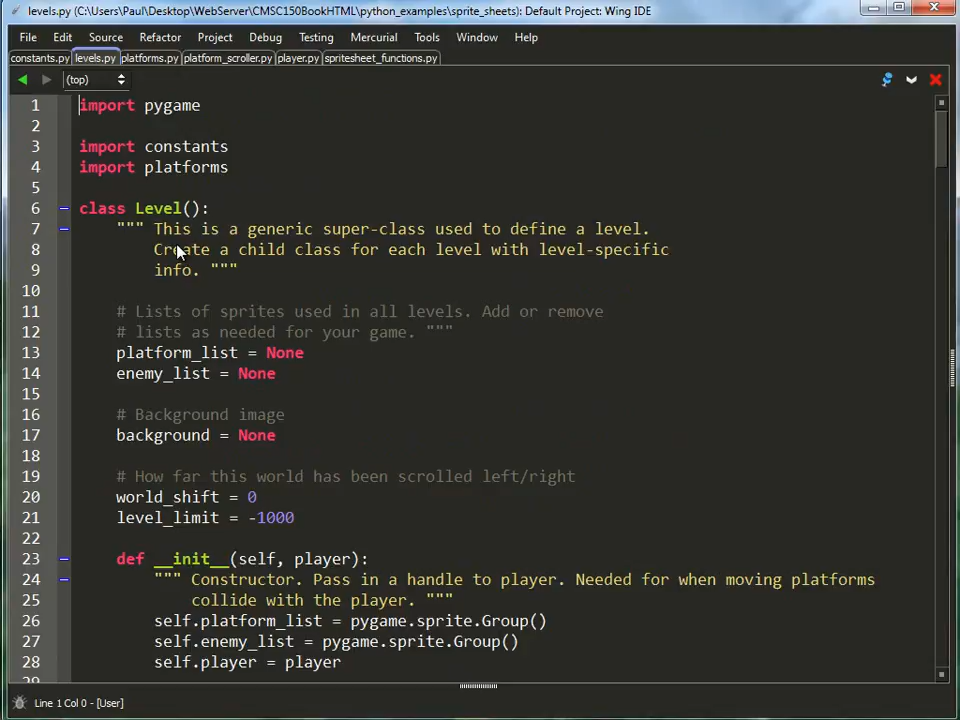 levels.py (C:\Users\Paul\Desktop\WebServer\CMSC150BookHTML\python_examples\sprite_sheets): Default Project: Wing IDE
File Edit Source Refactor Project Debug Testing Mercurial Tools Window Help
constants.py levels.py platforms.py platform_scroller.py player.py spritesheet_functions.py
(top)
1 import pygame
2
3 import constants
4 import platforms
5
6 class Level():
7 """ This is a generic super-class used to define a level.
8 Create a child class for each level with level-specific
9 info. """
10
11 # Lists of sprites used in all levels. Add or remove
12 # lists as needed for your game. """
13 platform_list = None
14 enemy_list = None
15
16 # Background image
17 background = None
18
19 # How far this world has been scrolled left/right
20 world_shift = 0
21 level_limit = -1000
22
23 def __init__(self, player):
24 """ Constructor. Pass in a handle to player. Needed for when moving platforms
25 collide with the player. """
26 self.platform_list = pygame.sprite.Group()
27 self.enemy_list = pygame.sprite.Group()
28 self.player = player
29
Line 1 Col 0 - [User]